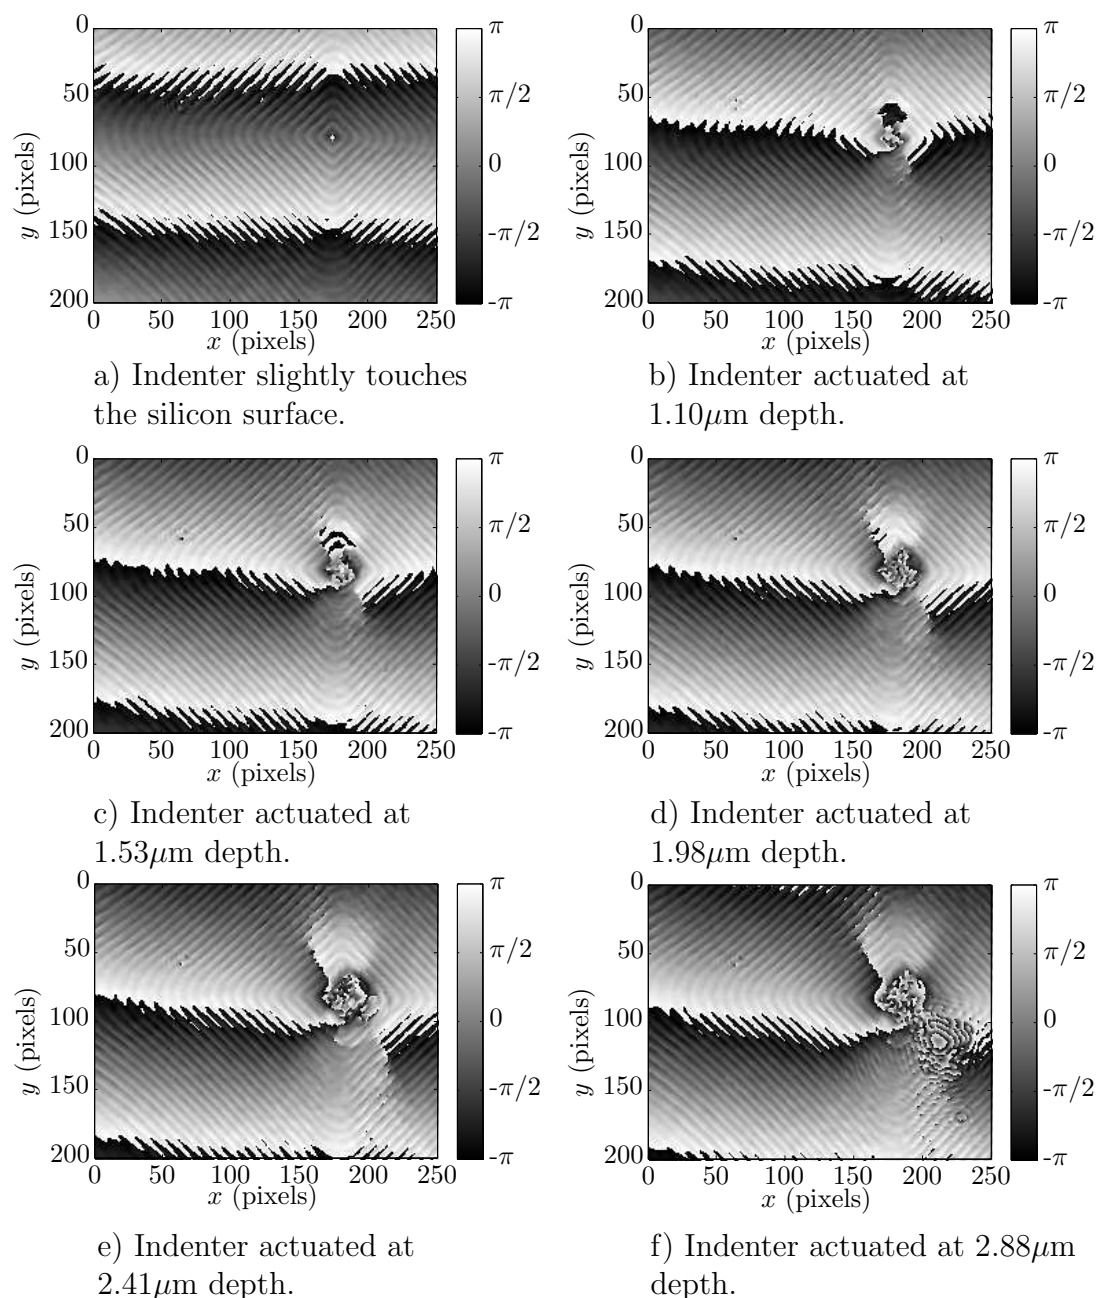 0
50
100
150
200
y (pixels)
0 50 100 150 200 250
x (pixels)
π
π/2
0
-π/2
-π
a) Indenter slightly touches
the silicon surface.
0
50
100
150
200
y (pixels)
0 50 100 150 200 250
x (pixels)
π
π/2
0
-π/2
-π
b) Indenter actuated at
1.10μm depth.
0
50
100
150
200
y (pixels)
0 50 100 150 200 250
x (pixels)
π
π/2
0
-π/2
-π
c) Indenter actuated at
1.53μm depth.
0
50
100
150
200
y (pixels)
0 50 100 150 200 250
x (pixels)
π
π/2
0
-π/2
-π
d) Indenter actuated at
1.98μm depth.
0
50
100
150
200
y (pixels)
0 50 100 150 200 250
x (pixels)
π
π/2
0
-π/2
-π
e) Indenter actuated at
2.41μm depth.
0
50
100
150
200
y (pixels)
0 50 100 150 200 250
x (pixels)
π
π/2
0
-π/2
-π
f) Indenter actuated at 2.88μm
depth.